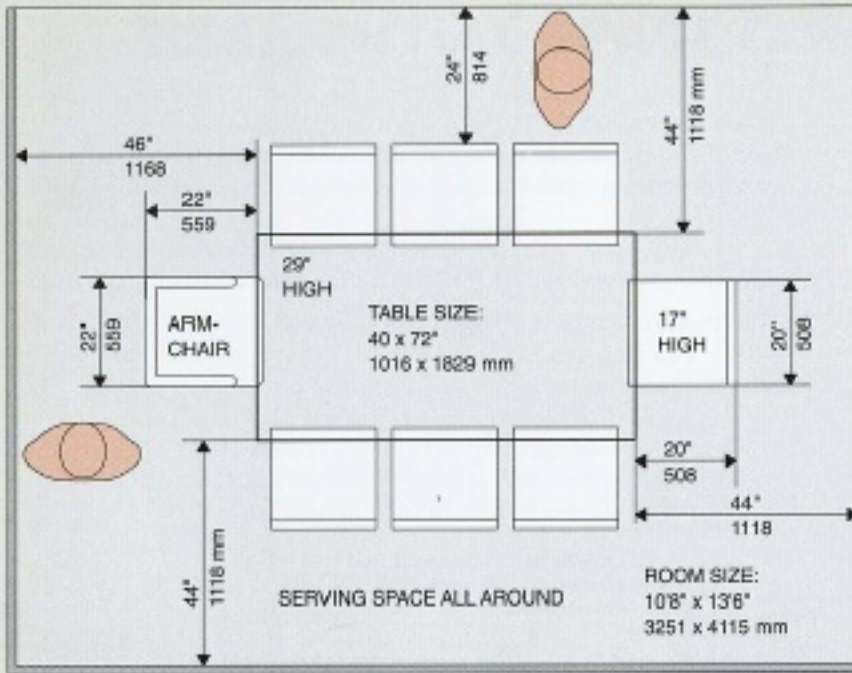 24"
814
44"
1118 mm
46"
1168
22"
559
29"
HIGH
22"
559
ARM-
CHAIR
TABLE SIZE:
40 x 72"
1016 x 1829 mm
17"
HIGH
20"
508
20"
508
44"
1118
44"
1118 mm
SERVING SPACE ALL AROUND
ROOM SIZE:
10'8" x 13'6"
3251 x 4115 mm